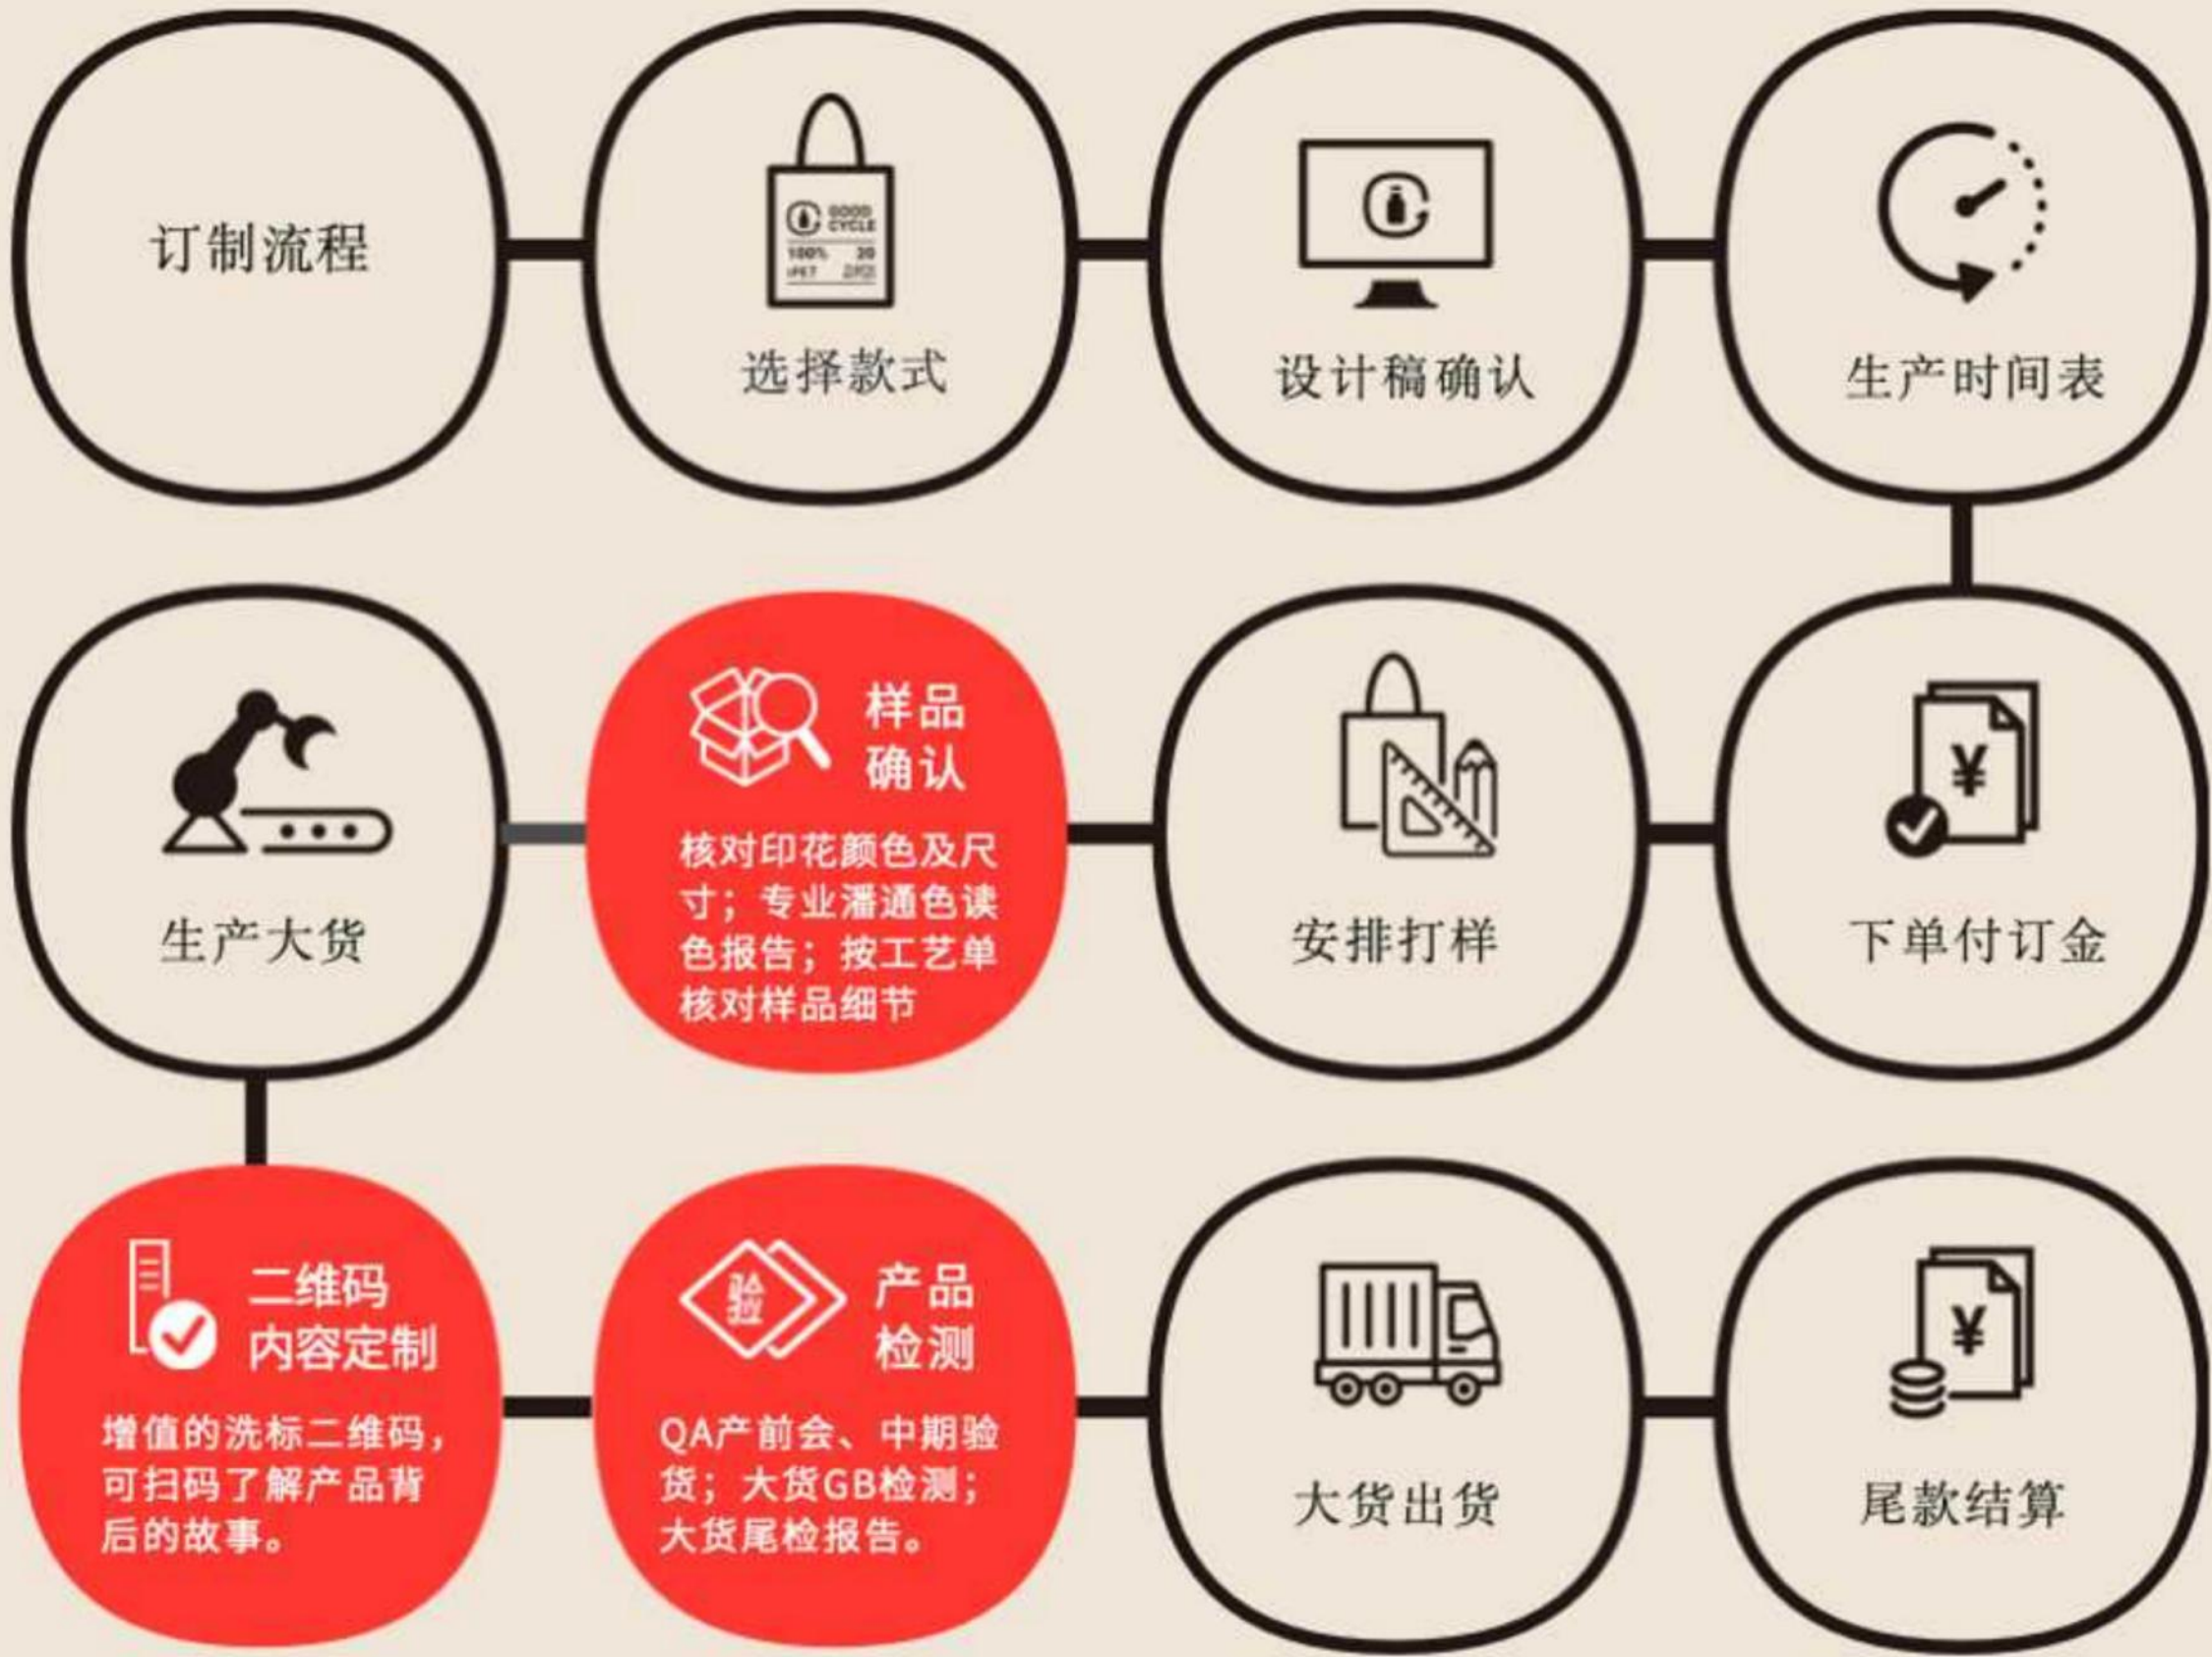 订制流程
GOOD
CYCLE
100%
rPET
选择款式
设计稿确认
生产时间表
生产大货
样品
确认
核对印花颜色及尺
寸；专业潘通色读
色报告；按工艺单
核对样品细节
安排打样
¥
下单付订金
二维码
内容定制
增值的洗标二维码，
可扫码了解产品背
后的故事。
验
产品
检测
QA产前会、中期验
货；大货GB检测；
大货尾检报告。
大货出货
¥
尾款结算